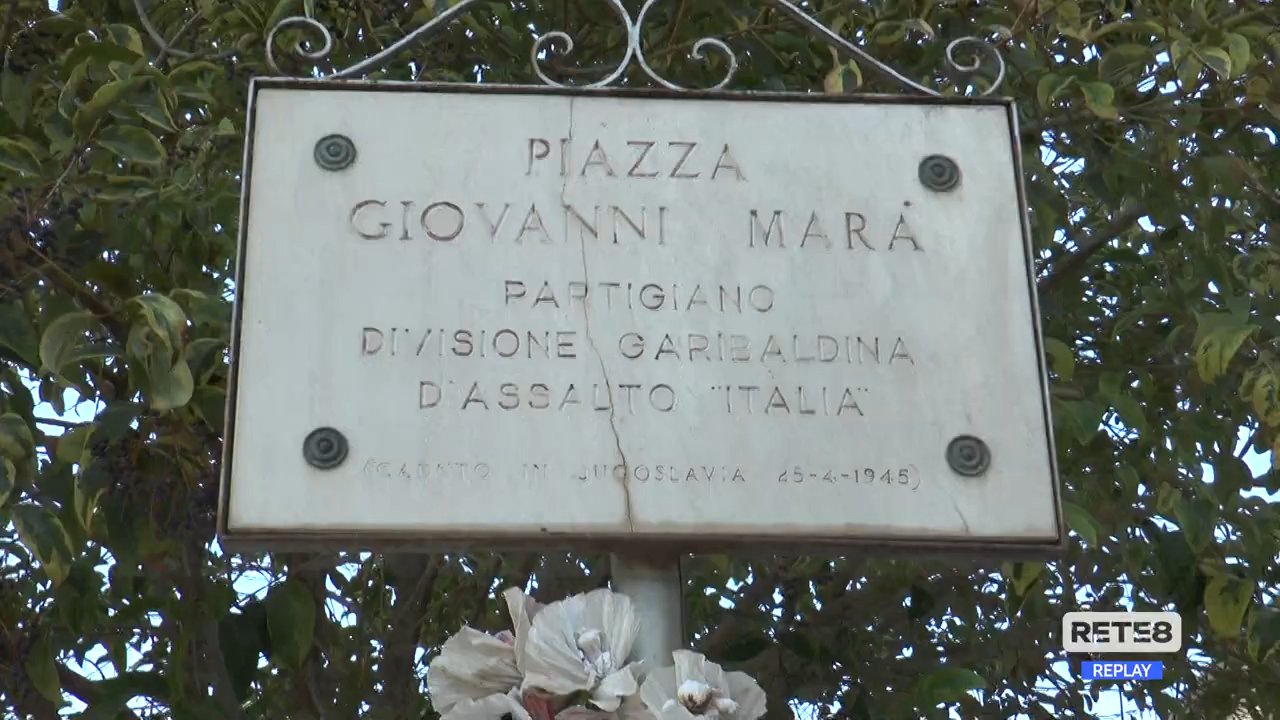 PIAZZA
GIOVANNI MARÀ
PARTIGIANO
DIVISIONE GARIBALDINA
D'ASSALTO "ITALIA"
(CADUTO IN JUGOSLAVIA 25-4-1945)
RETE8
REPLAY